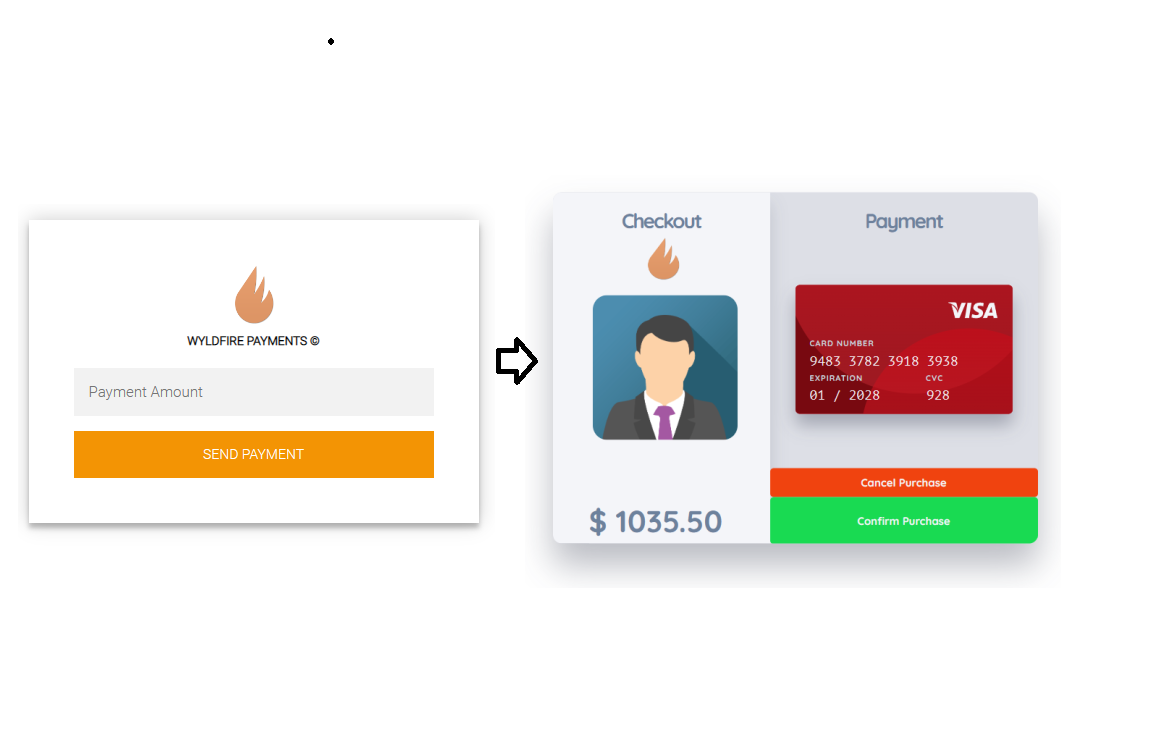 WYLDFIRE PAYMENTS ©
Payment Amount
SEND PAYMENT
Checkout
$ 1035.50
Payment
VISA
CARD NUMBER
9483 3782 3918 3938
EXPIRATION CVC
01 / 2028 928
Cancel Purchase
Confirm Purchase